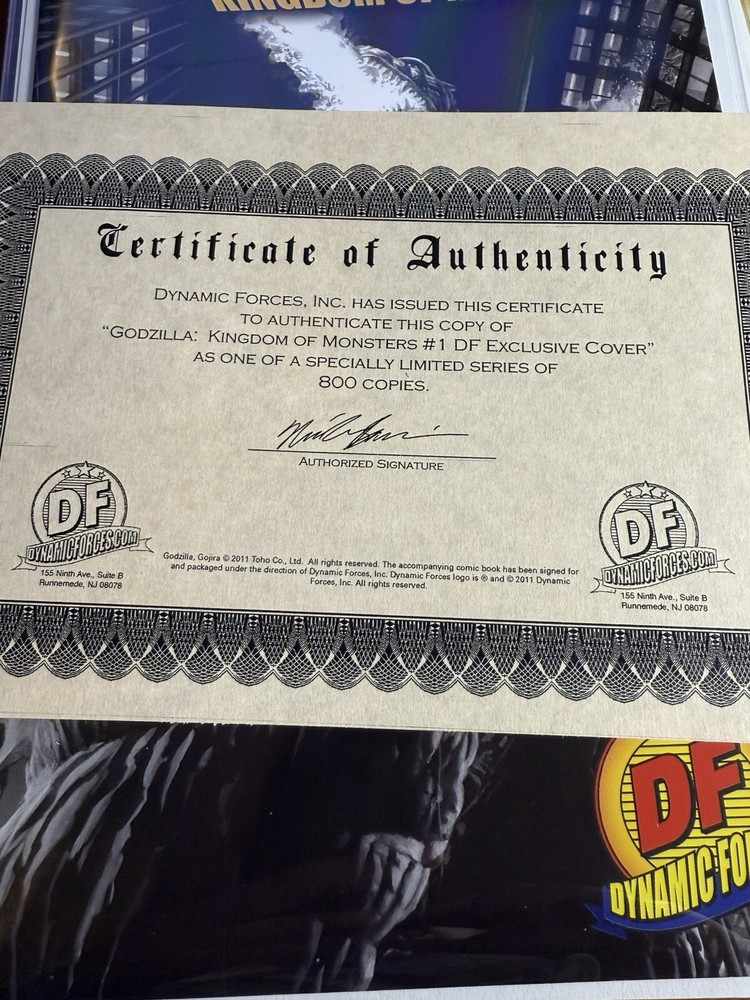 KINGDOM OF
Certificate of Authenticity
DYNAMIC FORCES, INC. HAS ISSUED THIS CERTIFICATE
TO AUTHENTICATE THIS COPY OF
"GODZILLA: KINGDOM OF MONSTERS #1 DF EXCLUSIVE COVER"
AS ONE OF A SPECIALLY LIMITED SERIES OF
800 COPIES.
AUTHORIZED SIGNATURE
DF
DYNAMICFORCES.COM
155 Ninth Ave., Suite B
Runnemede, NJ 08078
Godzilla, Gojira © 2011 Toho Co., Ltd. All rights reserved. The accompanying comic book has been signed for
and packaged under the direction of Dynamic Forces, Inc. Dynamic Forces logo is ® and © 2011 Dynamic
Forces, Inc. All rights reserved.
DF
DYNAMICFORCES.COM
155 Ninth Ave., Suite B
Runnemede, NJ 08078
DF
DYNAMIC FO